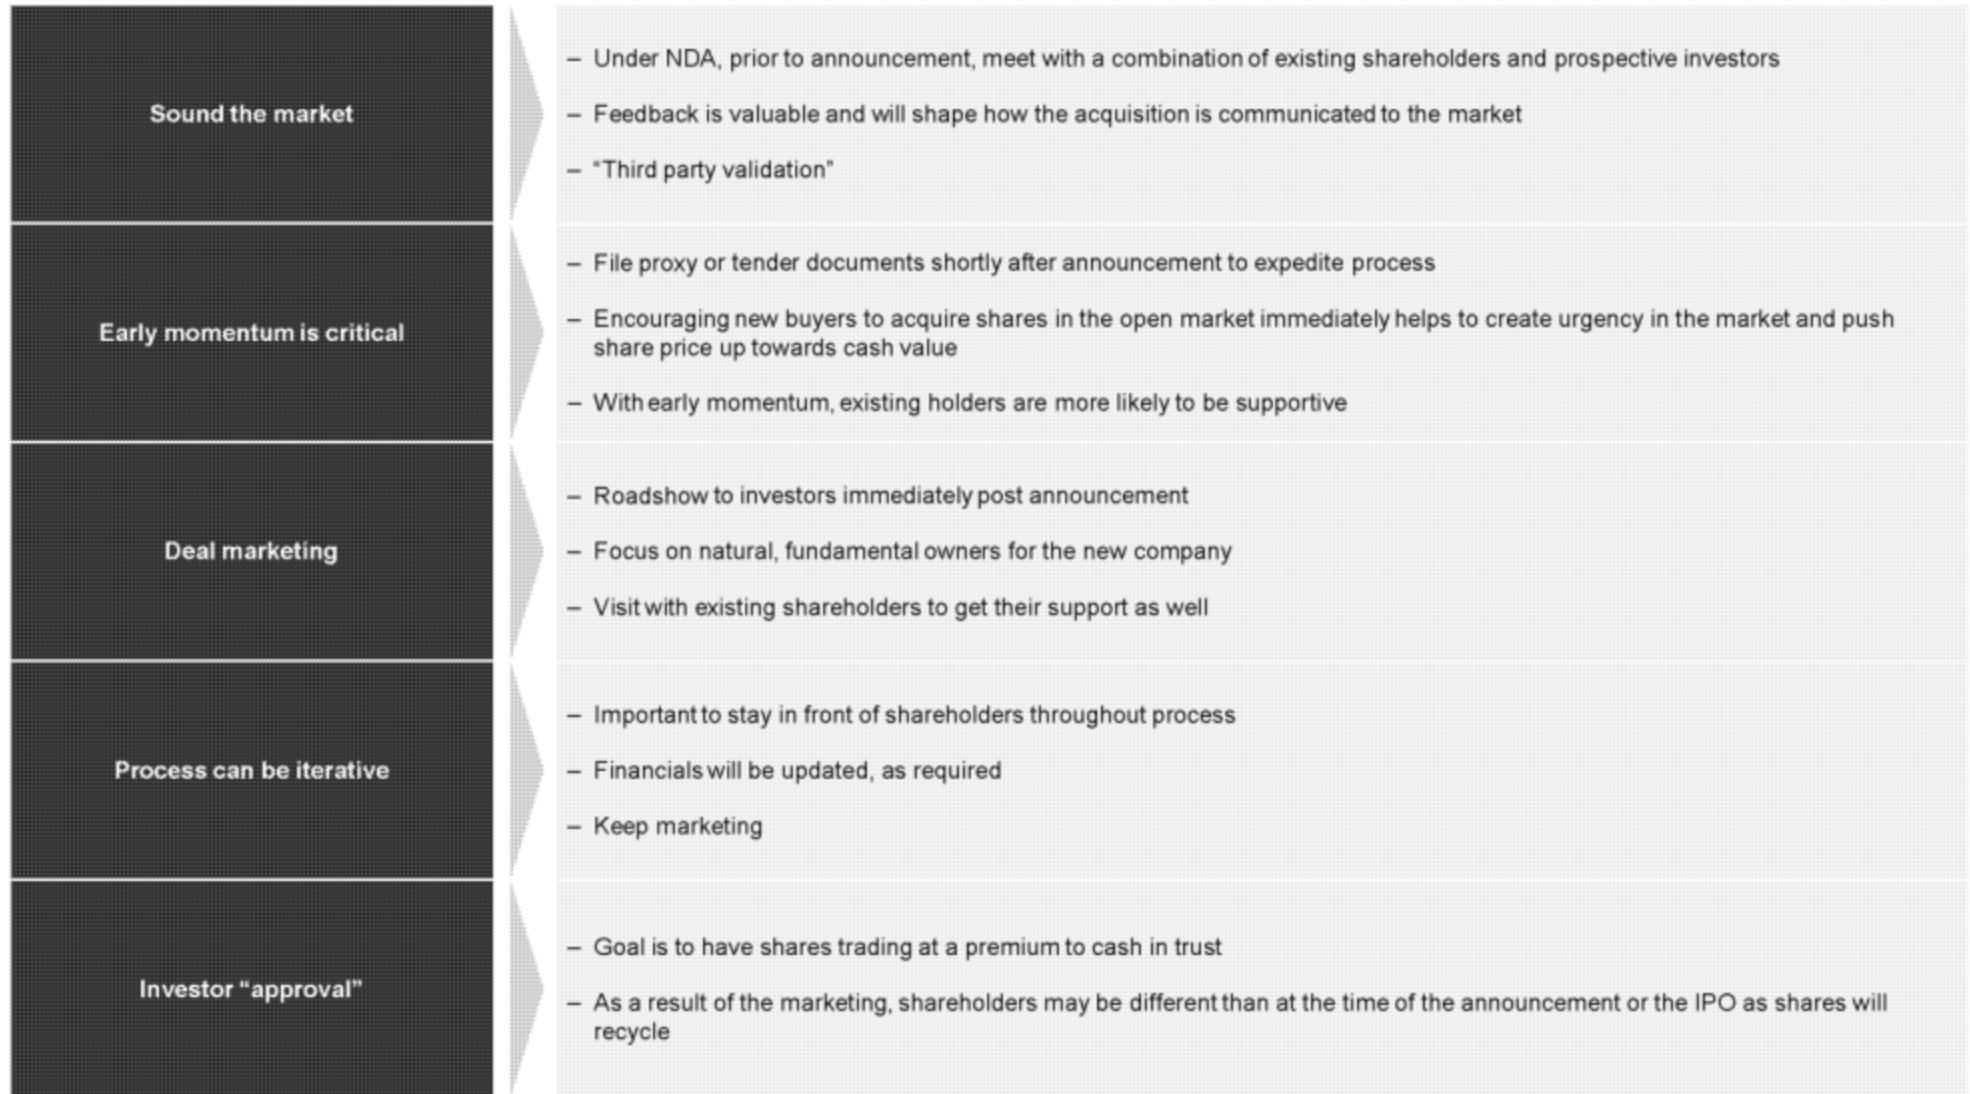 Sound the market
– Under NDA, prior to announcement, meet with a combination of existing shareholders and prospective investors
– Feedback is valuable and will shape how the acquisition is communicated to the market
– “Third party validation”
Early momentum is critical
– File proxy or tender documents shortly after announcement to expedite process
– Encouraging new buyers to acquire shares in the open market immediately helps to create urgency in the market and push
share price up towards cash value
– With early momentum, existing holders are more likely to be supportive
Deal marketing
– Roadshow to investors immediately post announcement
– Focus on natural, fundamental owners for the new company
– Visit with existing shareholders to get their support as well
Process can be iterative
– Important to stay in front of shareholders throughout process
– Financials will be updated, as required
– Keep marketing
Investor “approval”
– Goal is to have shares trading at a premium to cash in trust
– As a result of the marketing, shareholders may be different than at the time of the announcement or the IPO as shares will
recycle